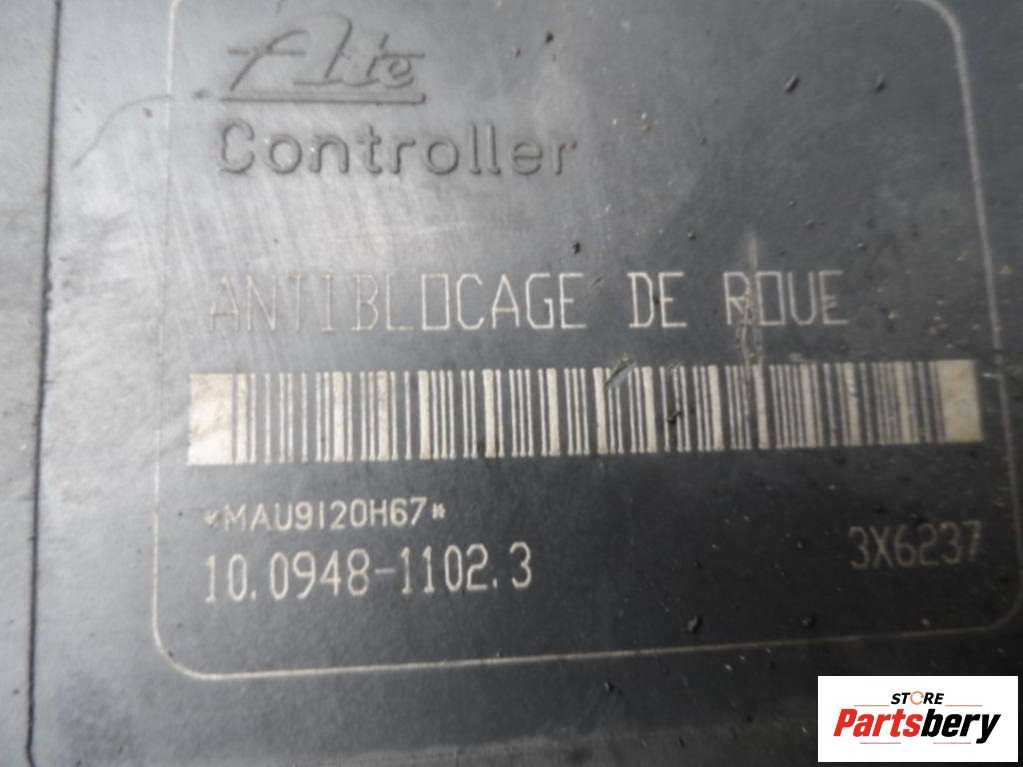 Ate
Controller
ANTIBLOCAGE DE ROUE
*MAU9120H67*
10.0948-1102.3
3X6237
STORE
Partsbery